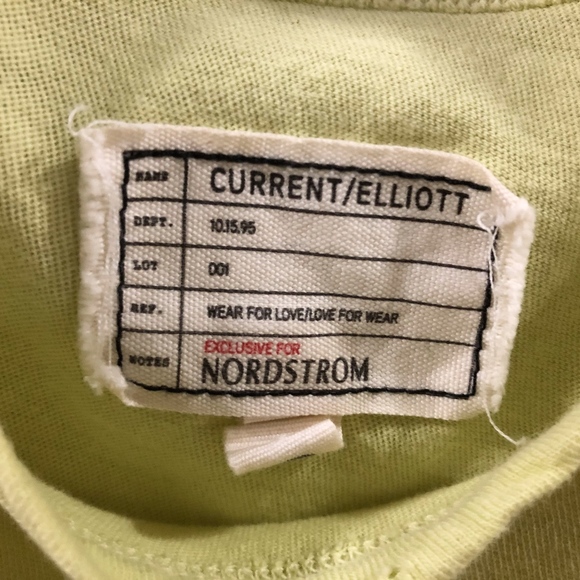 NAME CURRENT/ELLIOTT
DEPT. 10.15.95
LOT 001
REF. WEAR FOR LOVE/LOVE FOR WEAR
NOTES EXCLUSIVE FOR
NORDSTROM